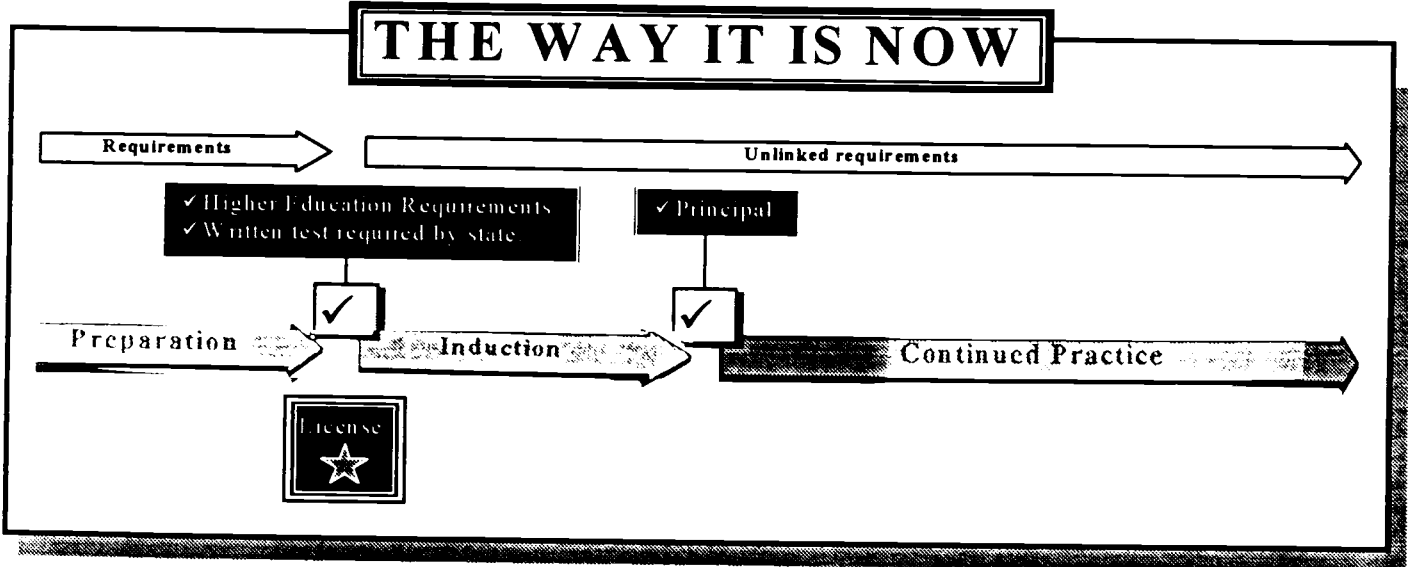 THE WAY IT IS NOW
Requirements
Unlinked requirements
✓ Higher Education Requirements
✓ Written test required by state.
✓ Principal
Preparation
Induction
Continued Practice
License